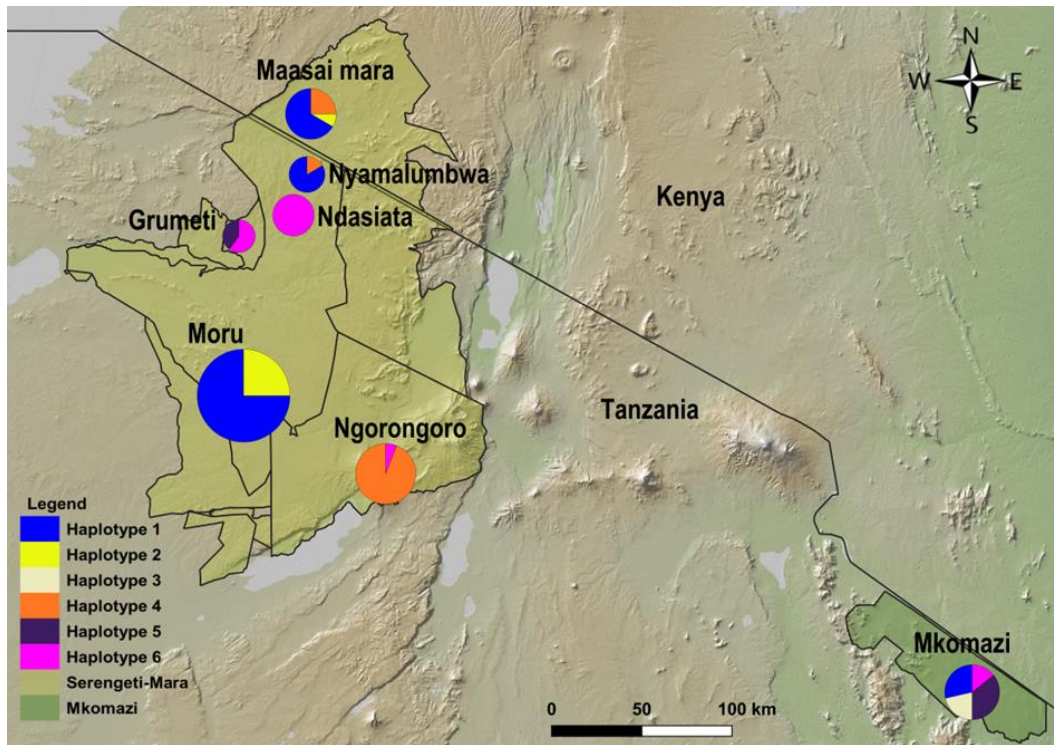 N
W E
S
Maasai mara
Nyamalumbwa
Kenya
Grumeti
Ndasiata
Moru
Tanzania
Ngorongoro
Legend
Haplotype 1
Haplotype 2
Haplotype 3
Haplotype 4
Haplotype 5
Haplotype 6
Serengeti-Mara
Mkomazi
Mkomazi
0 50 100 km